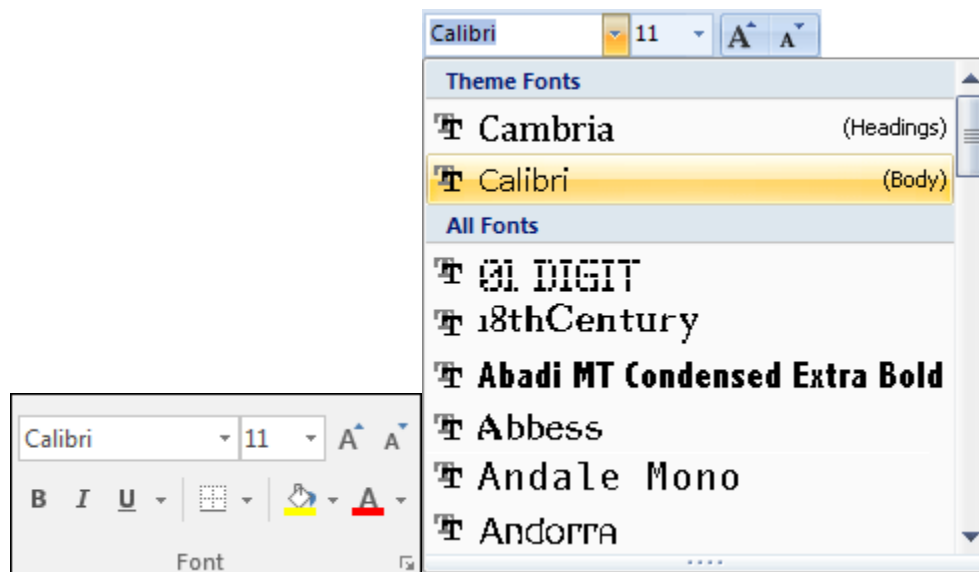 Calibri 11 A A
Theme Fonts
Cambria (Headings)
Calibri (Body)
All Fonts
01 DIGIT
18thCentury
Abadi MT Condensed Extra Bold
Abbess
Andale Mono
Andorra
Calibri 11 A A
B I U A
Font